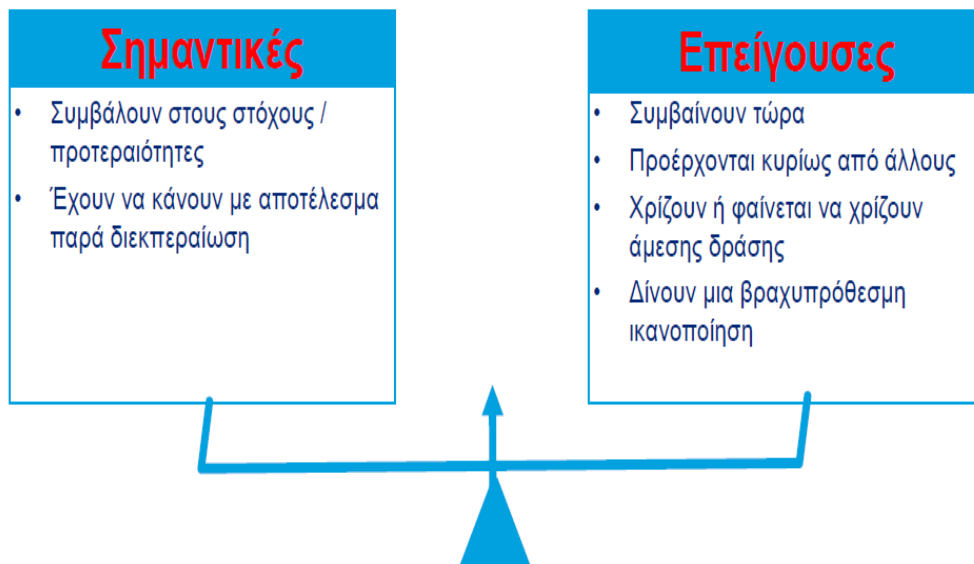 Σημαντικές
• Συμβάλουν στους στόχους /
προτεραιότητες
• Έχουν να κάνουν με αποτέλεσμα
παρά διεκπεραίωση
Επείγουσες
• Συμβαίνουν τώρα
• Προέρχονται κυρίως από άλλους
• Χρίζουν ή φαίνεται να χρίζουν
άμεσης δράσης
• Δίνουν μια βραχυπρόθεσμη
ικανοποίηση